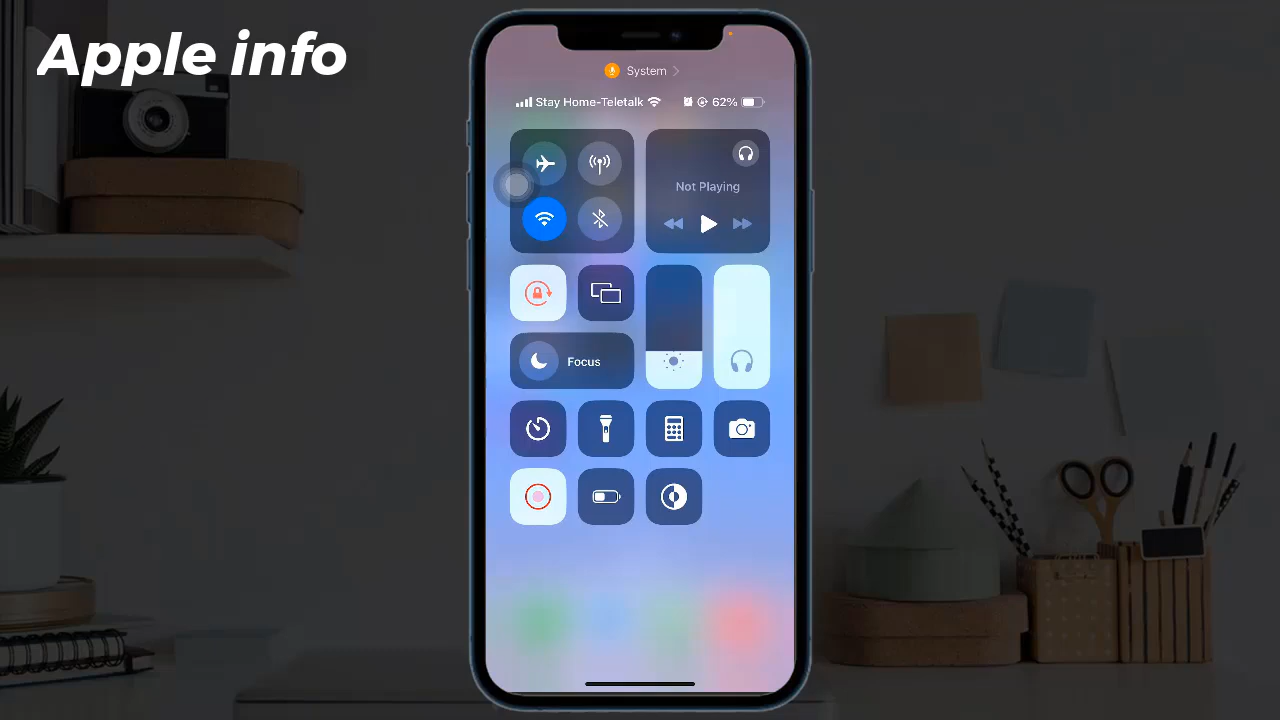 Apple info
System
Stay Home-Teletalk 62%
Not Playing
Focus